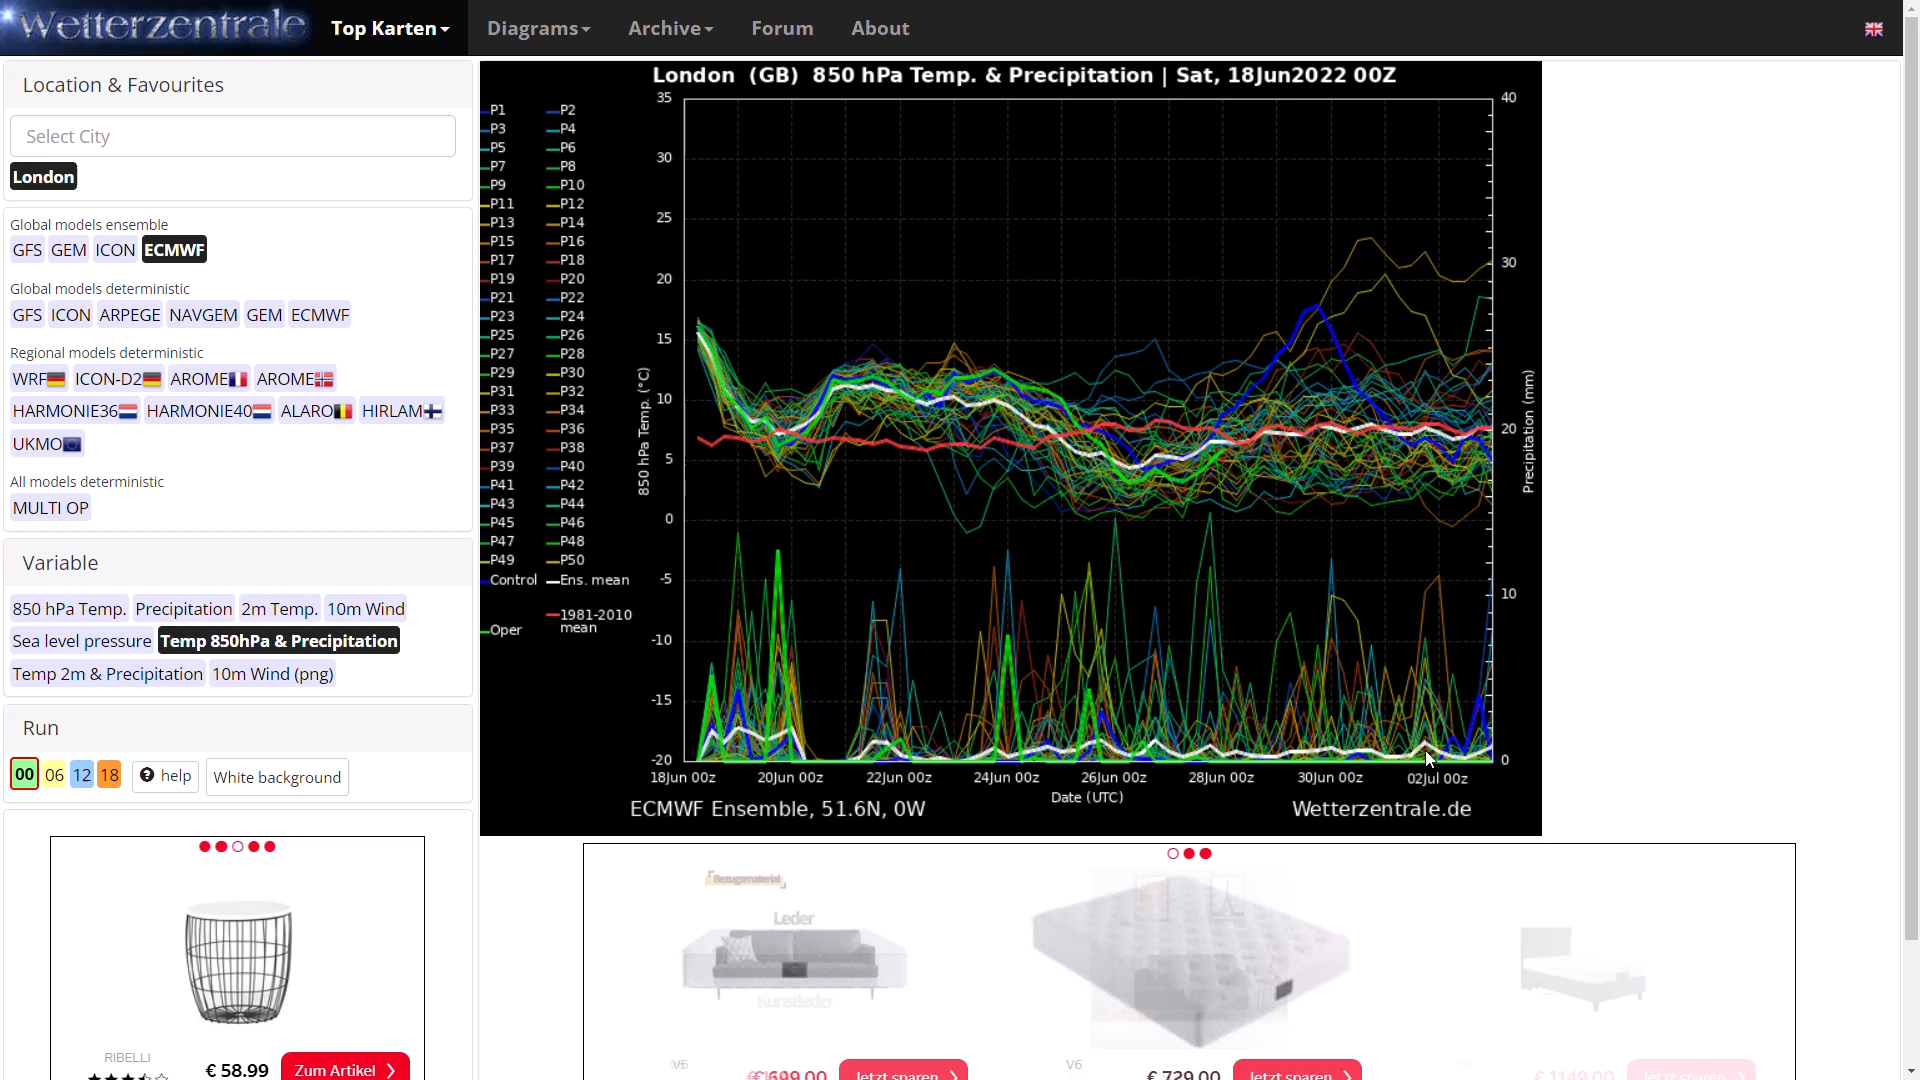 Wetterzentrale
Top Karten
Diagrams
Archive
Forum
About
Location & Favourites
Select City
London
Global models ensemble
GFS GEM ICON ECMWF
Global models deterministic
GFS ICON ARPEGE NAVGEM GEM ECMWF
Regional models deterministic
WRF ICON-D2 AROME AROME
HARMONIE36 HARMONIE40 ALARO HIRLAM
UKMO
All models deterministic
MULTI OP
Variable
850 hPa Temp. Precipitation 2m Temp. 10m Wind
Sea level pressure Temp 850hPa & Precipitation
Temp 2m & Precipitation 10m Wind (png)
Run
00 06 12 18 help White background
RIBELLI
€ 58.99
Zum Artikel
London (GB) 850 hPa Temp. & Precipitation | Sat, 18Jun2022 00Z
P1 P2
P3 P4
P5 P6
P7 P8
P9 P10
P11 P12
P13 P14
P15 P16
P17 P18
P19 P20
P21 P22
P23 P24
P25 P26
P27 P28
P29 P30
P31 P32
P33 P34
P35 P36
P37 P38
P39 P40
P41 P42
P43 P44
P45 P46
P47 P48
P49 P50
Control Ens. mean
1981-2010
mean
Oper
850 hPa Temp. (°C)
35
30
25
20
15
10
5
0
-5
-10
-15
-20
40
30
20
10
0
Precipitation (mm)
18Jun 00z 20Jun 00z 22Jun 00z 24Jun 00z 26Jun 00z 28Jun 00z 30Jun 00z 02Jul 00z
Date (UTC)
ECMWF Ensemble, 51.6N, 0W
Wetterzentrale.de
Bezugsmaterial
Leder
Kunstleder
V6
€ 729.00
Jetzt sparen
Jetzt sparen
€ 1149.00
Jetzt sparen